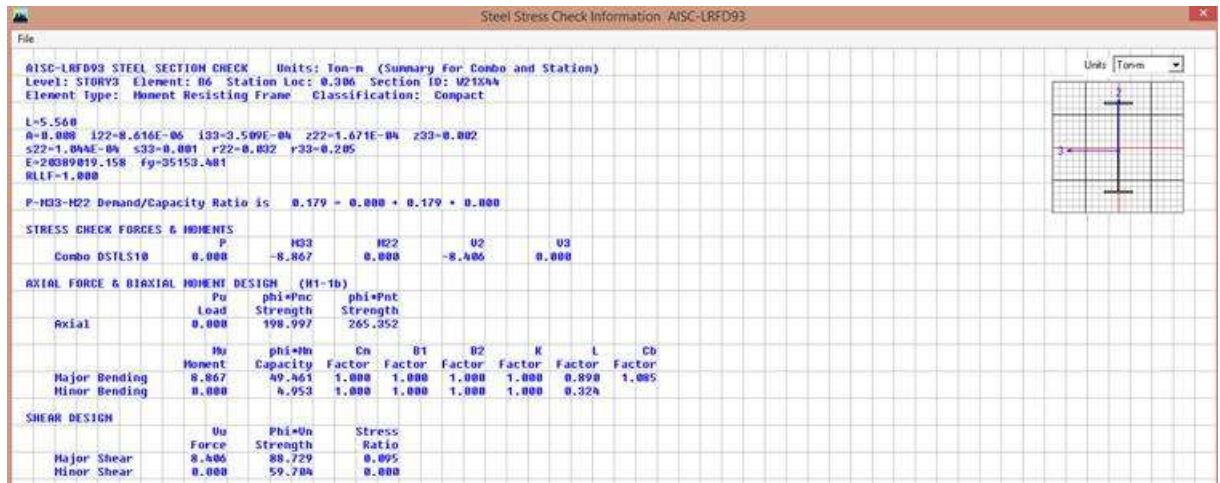 Steel Stress Check Information AISC-LRFD93
File
AISC-LRFD93 STEEL SECTION CHECK Units: Ton-m (Summary for Combo and Station)
Units Ton-m
Level: STORY3 Element: B6 Station Loc: 0.306 Section ID: W21X44
Element Type: Moment Resisting Frame Classification: Compact
2
3
L=5.560
A=0.008 i22=8.616E-06 i33=3.509E-04 z22=1.671E-04 z33=0.002
s22=1.044E-04 s33=0.001 r22=0.032 r33=0.205
E=20389019.158 fy=35153.481
RLLF=1.000
P-M33-M22 Demand/Capacity Ratio is 0.179 = 0.000 + 0.179 + 0.000
STRESS CHECK FORCES & MOMENTS
P M33 M22 V2 V3
Combo DSTLS10 0.000 -8.867 0.000 -8.406 0.000
AXIAL FORCE & BIAXIAL MOMENT DESIGN (H1-1b)
Pu phi*Pnc phi*Pnt
Load Strength Strength
Axial 0.000 198.997 265.352
Mu phi*Mn Cm B1 B2 K L Cb
Moment Capacity Factor Factor Factor Factor Factor Factor
Major Bending 8.867 49.461 1.000 1.000 1.000 1.000 0.890 1.085
Minor Bending 0.000 4.953 1.000 1.000 1.000 1.000 0.324
SHEAR DESIGN
Vu Phi*Vn Stress
Force Strength Ratio
Major Shear 8.406 88.729 0.095
Minor Shear 0.000 59.704 0.000